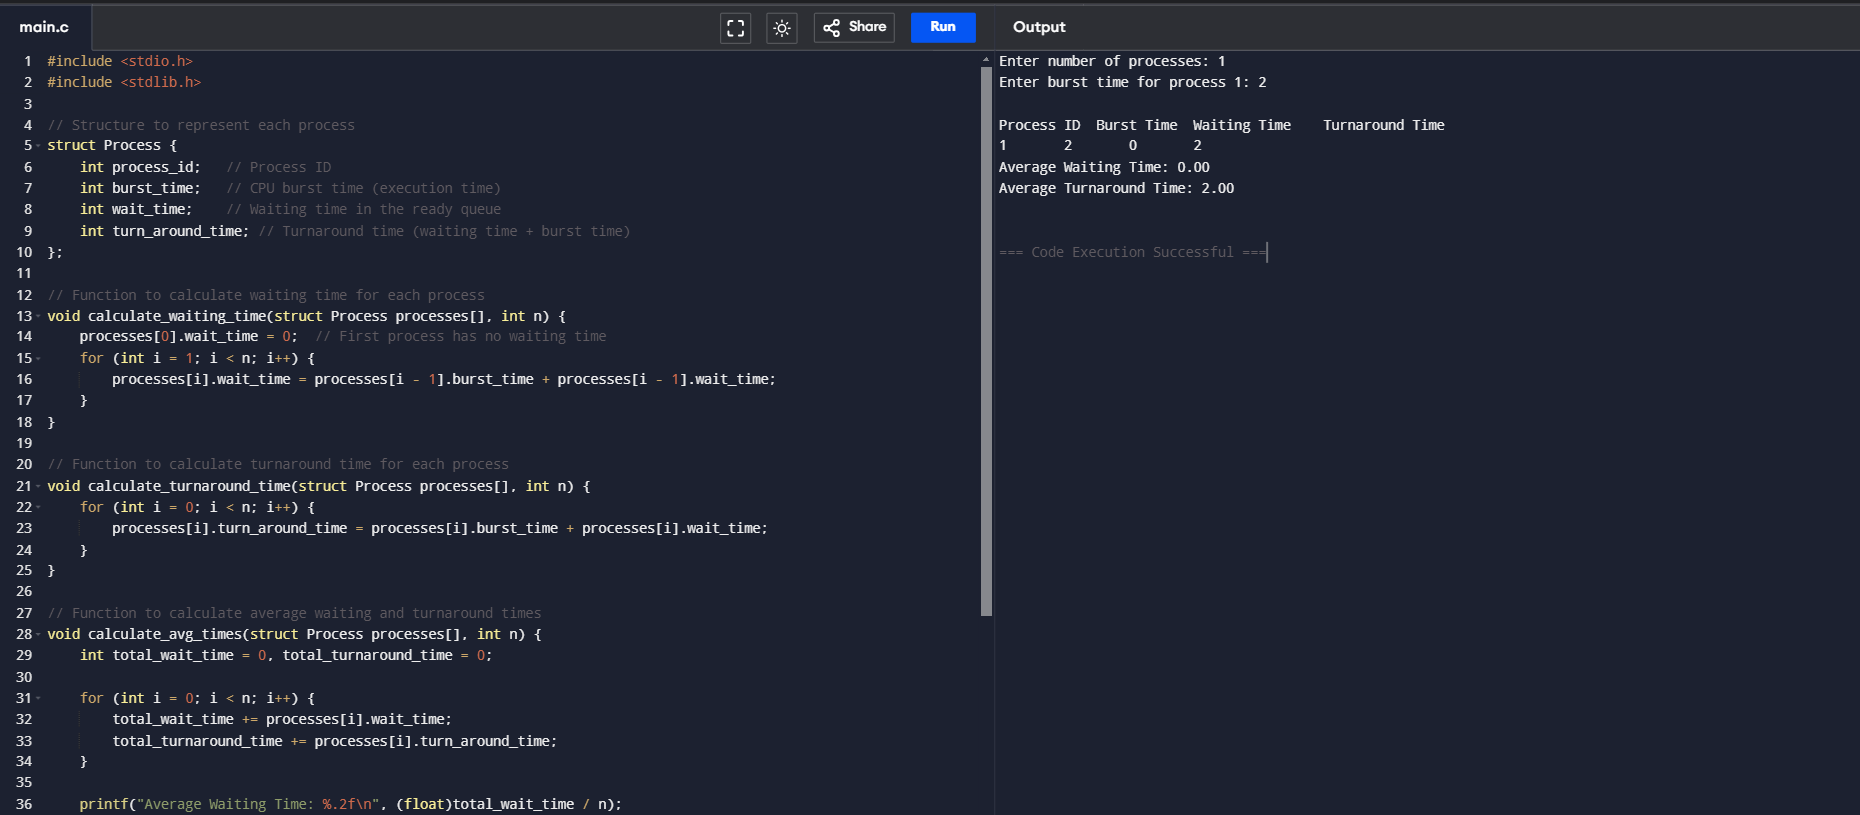 main.c
Share
Run
1 #include <stdio.h>
2 #include <stdlib.h>
3
4 // Structure to represent each process
5 struct Process {
6     int process_id;   // Process ID
7     int burst_time;   // CPU burst time (execution time)
8     int wait_time;    // Waiting time in the ready queue
9     int turn_around_time; // Turnaround time (waiting time + burst time)
10 };
11
12 // Function to calculate waiting time for each process
13 void calculate_waiting_time(struct Process processes[], int n) {
14     processes[0].wait_time = 0;  // First process has no waiting time
15     for (int i = 1; i < n; i++) {
16         processes[i].wait_time = processes[i - 1].burst_time + processes[i - 1].wait_time;
17     }
18 }
19
20 // Function to calculate turnaround time for each process
21 void calculate_turnaround_time(struct Process processes[], int n) {
22     for (int i = 0; i < n; i++) {
23         processes[i].turn_around_time = processes[i].burst_time + processes[i].wait_time;
24     }
25 }
26
27 // Function to calculate average waiting and turnaround times
28 void calculate_avg_times(struct Process processes[], int n) {
29     int total_wait_time = 0, total_turnaround_time = 0;
30
31     for (int i = 0; i < n; i++) {
32         total_wait_time += processes[i].wait_time;
33         total_turnaround_time += processes[i].turn_around_time;
34     }
35
36     printf("Average Waiting Time: %.2f\n", (float)total_wait_time / n);
Output
Enter number of processes: 1
Enter burst time for process 1: 2

Process ID  Burst Time  Waiting Time    Turnaround Time
1       2       0       2
Average Waiting Time: 0.00
Average Turnaround Time: 2.00

=== Code Execution Successful ===